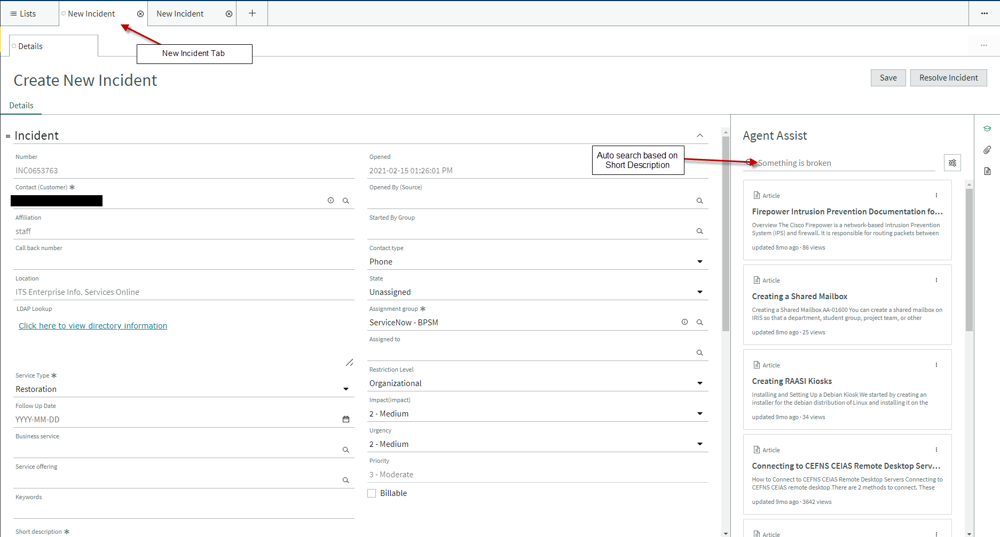 Lists
New Incident
New Incident
Details
New Incident Tab
Create New Incident
Save
Resolve Incident
Details
Incident
Number
INC0653763
Contact (Customer) *
Affiliation
staff
Call back number
Location
ITS Enterprise Info. Services Online
LDAP Lookup
Click here to view directory information
Service Type *
Restoration
Follow Up Date
YYYY-MM-DD
Business service
Service offering
Keywords
Short description *
Opened
2021-02-15 01:26:01 PM
Opened By (Source)
Started By Group
Contact type
Phone
State
Unassigned
Assignment group *
ServiceNow - BPSM
Assigned to
Restriction Level
Organizational
Impact(impact)
2 - Medium
Urgency
2 - Medium
Priority
3 - Moderate
Billable
Auto search based on
Short Description
Agent Assist
Something is broken
Article
Firepower Intrusion Prevention Documentation fo...
Overview The Cisco Firepower is a network-based Intrusion Prevention
System (IPS) and firewall. It is responsible for routing packets between
updated 8mo ago · 86 views
Article
Creating a Shared Mailbox
Creating a Shared Mailbox AA-01600 You can create a shared mailbox on
IRIS so that a department, student group, project team, or other
updated 8mo ago · 25 views
Article
Creating RAASI Kiosks
Installing and Setting Up a Debian Kiosk We started by creating an
installer for the debian distribution of Linux and installing it on the
updated 9mo ago · 34 views
Article
Connecting to CEFNS CEIAS Remote Desktop Serv...
How to Connect to CEFNS CEIAS Remote Desktop Servers Connecting to
CEFNS CEIAS remote desktop There are 2 methods to connect. These
updated 9mo ago · 3642 views
Article